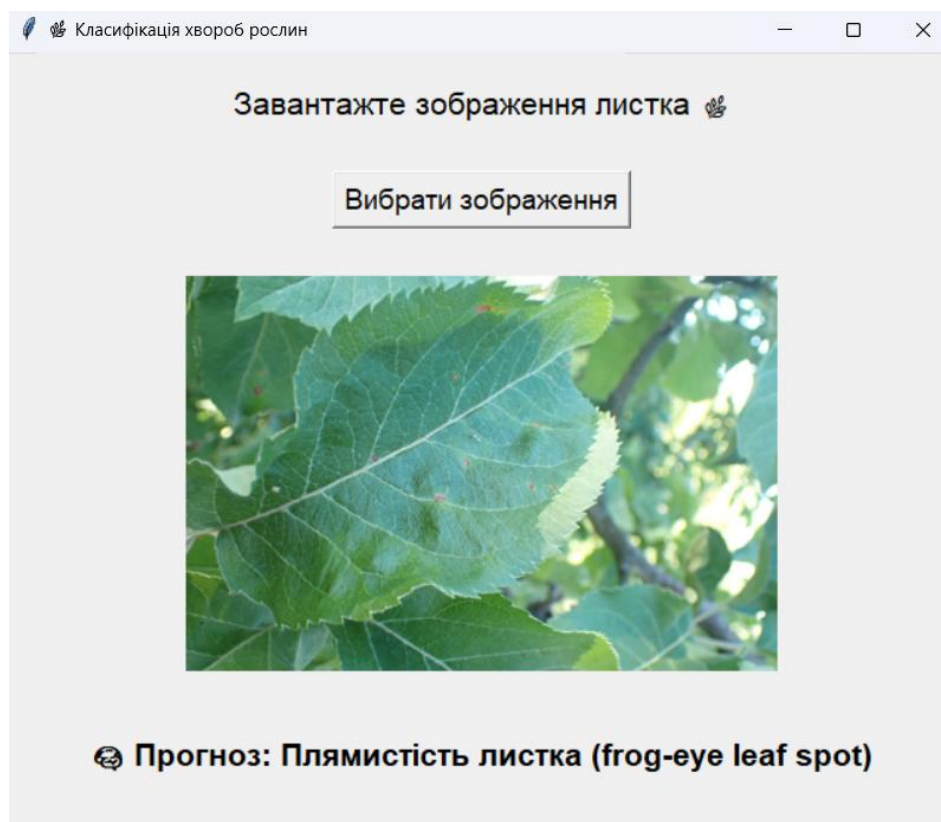 Класифікація хвороб рослин
Завантажте зображення листка
Вибрати зображення
Прогноз: Плямистість листка (frog-eye leaf spot)